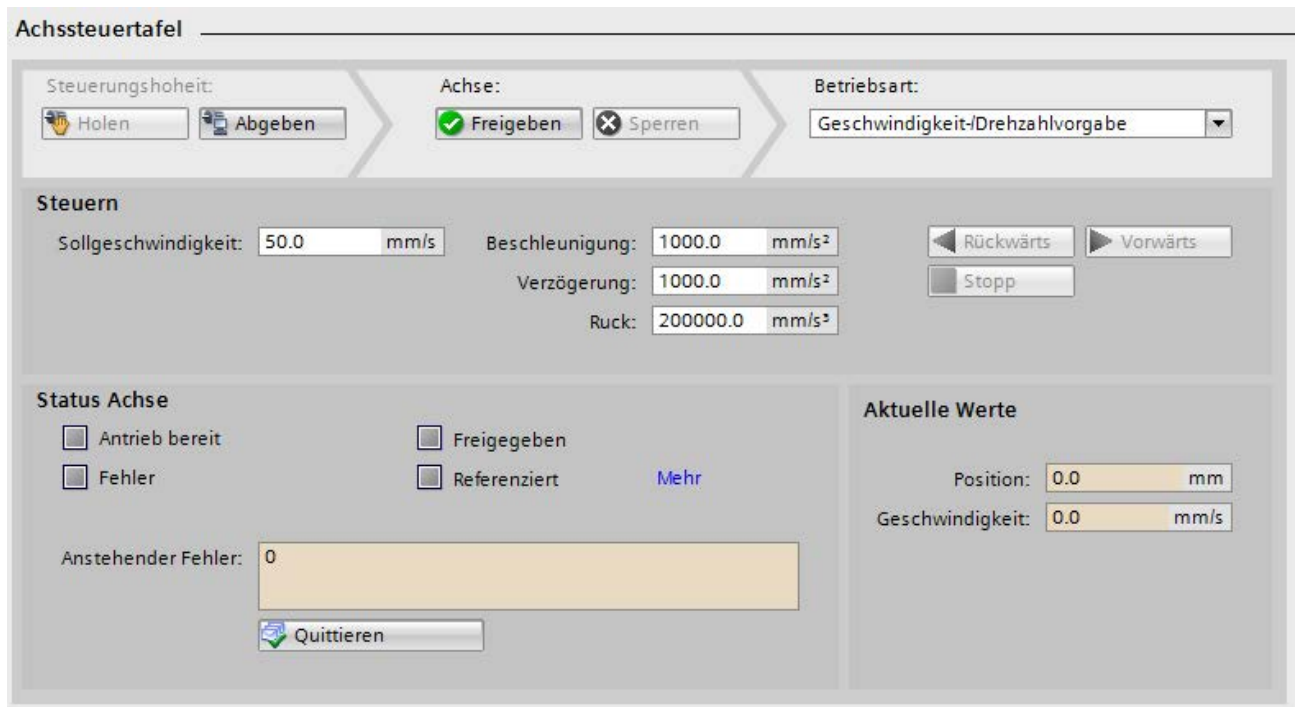 Achssteuertafel
Steuerungshoheit:
Holen
Abgeben
Achse:
Freigeben
Sperren
Betriebsart:
Geschwindigkeit-/Drehzahlvorgabe
Steuern
Sollgeschwindigkeit: 50.0 mm/s
Beschleunigung: 1000.0 mm/s²
Verzögerung: 1000.0 mm/s²
Ruck: 200000.0 mm/s³
Rückwärts
Vorwärts
Stopp
Status Achse
Antrieb bereit
Freigegeben
Fehler
Referenziert
Mehr
Anstehender Fehler: 0
Quittieren
Aktuelle Werte
Position: 0.0 mm
Geschwindigkeit: 0.0 mm/s